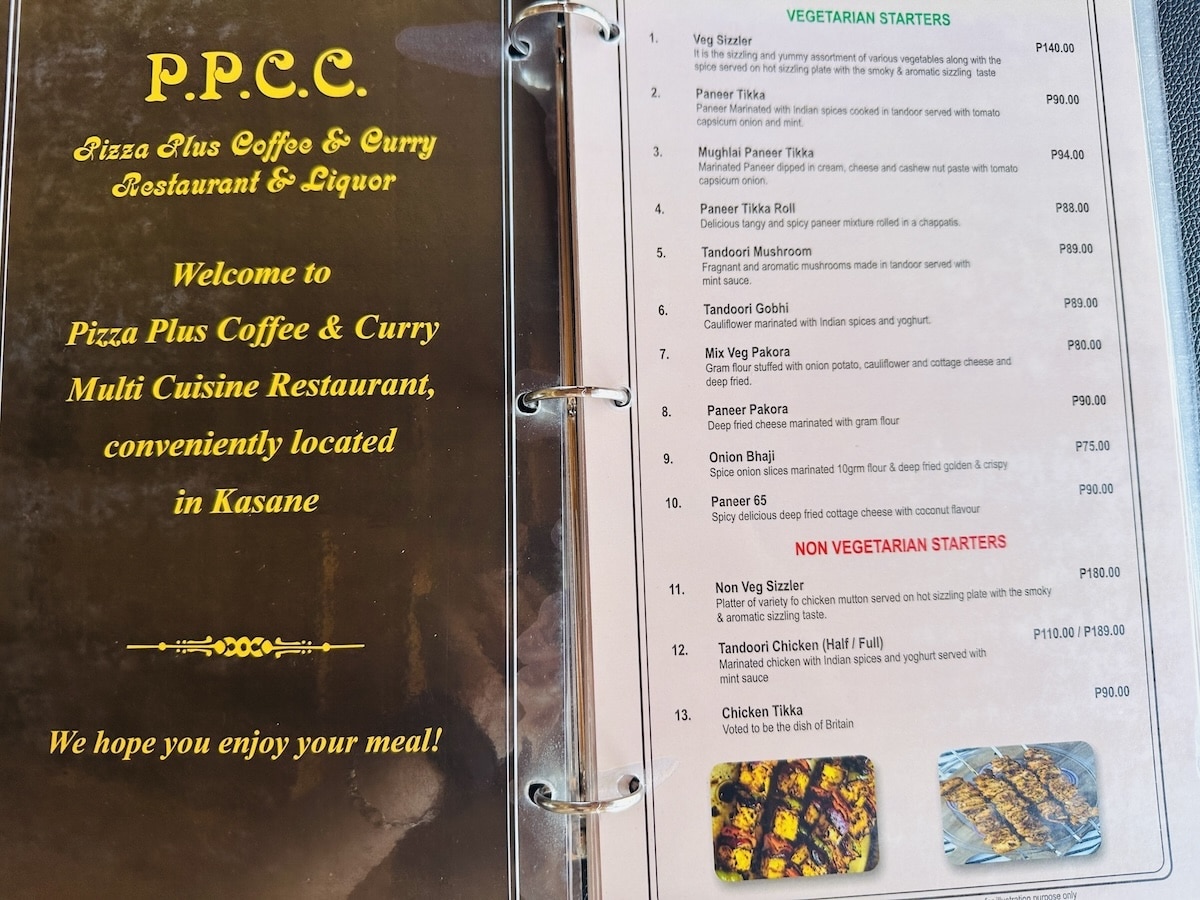 P.P.C.C.
Pizza Plus Coffee & Curry
Restaurant & Liquor
Welcome to
Pizza Plus Coffee & Curry
Multi Cuisine Restaurant,
conveniently located
in Kasane
We hope you enjoy your meal!
VEGETARIAN STARTERS
1. Veg Sizzler P140.00
It is the sizzling and yummy assortment of various vegetables along with the
spice served on hot sizzling plate with the smoky & aromatic sizzling taste
2. Paneer Tikka P90.00
Paneer Marinated with Indian spices cooked in tandoor served with tomato
capsicum onion and mint.
3. Mughlai Paneer Tikka P94.00
Marinated Paneer dipped in cream, cheese and cashew nut paste with tomato
capsicum onion.
4. Paneer Tikka Roll P88.00
Delicious tangy and spicy paneer mixture rolled in a chappatis.
5. Tandoori Mushroom P89.00
Fragnant and aromatic mushrooms made in tandoor served with
mint sauce.
6. Tandoori Gobhi P89.00
Cauliflower marinated with Indian spices and yoghurt.
7. Mix Veg Pakora P80.00
Gram flour stuffed with onion potato, cauliflower and cottage cheese and
deep fried.
8. Paneer Pakora P90.00
Deep fried cheese marinated with gram flour
9. Onion Bhaji P75.00
Spice onion slices marinated 10grm flour & deep fried golden & crispy
10. Paneer 65 P90.00
Spicy delicious deep fried cottage cheese with coconut flavour
NON VEGETARIAN STARTERS
11. Non Veg Sizzler P180.00
Platter of variety fo chicken mutton served on hot sizzling plate with the smoky
& aromatic sizzling taste.
12. Tandoori Chicken (Half / Full) P110.00 / P189.00
Marinated chicken with Indian spices and yoghurt served with
mint sauce
13. Chicken Tikka P90.00
Voted to be the dish of Britain
illustration purpose only